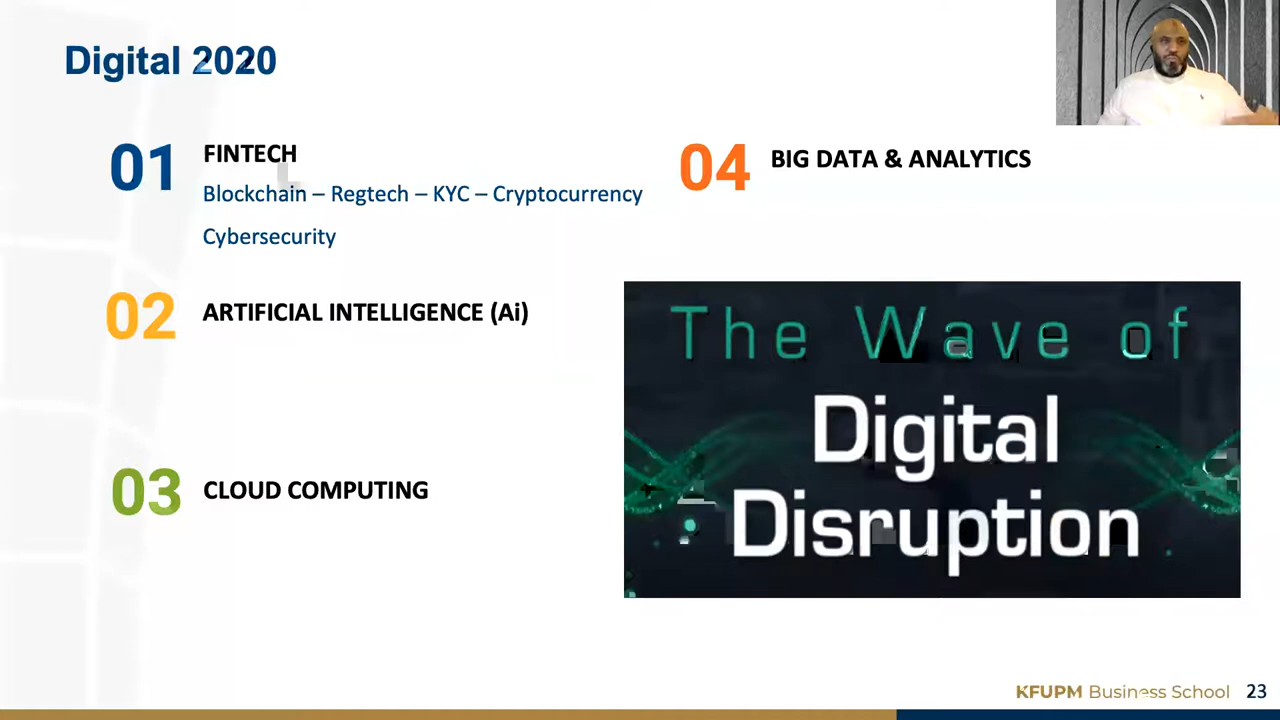 Digital 2020
01 FINTECH
Blockchain – Regtech – KYC – Cryptocurrency
Cybersecurity
02 ARTIFICIAL INTELLIGENCE (Ai)
03 CLOUD COMPUTING
04 BIG DATA & ANALYTICS
The Wave of
Digital
Disruption
KFUPM Business School 23